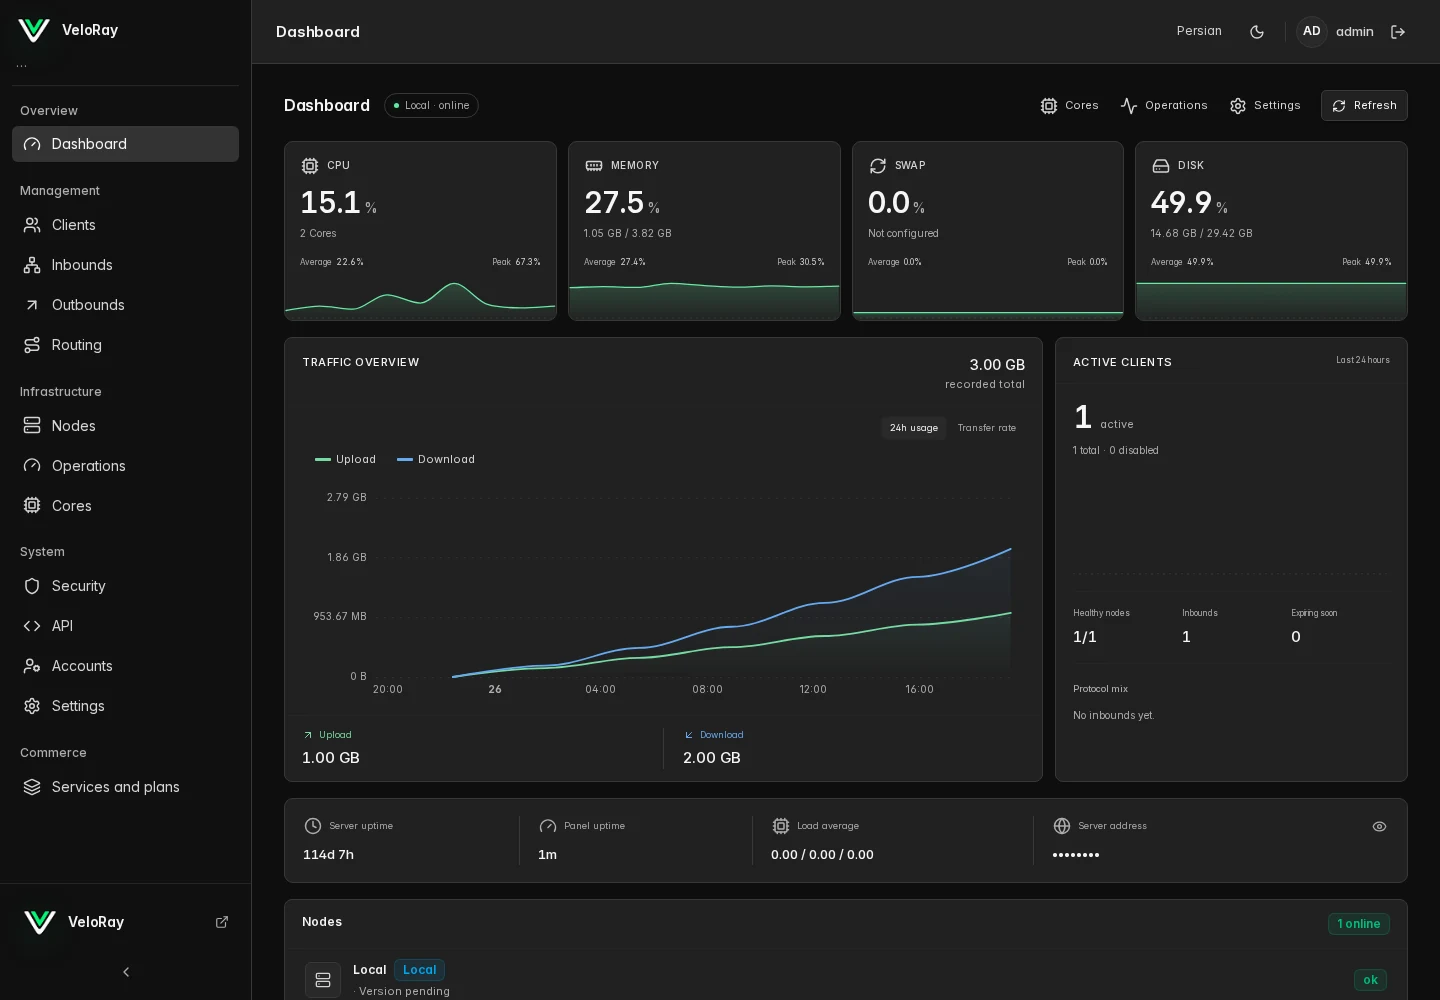 VeloRay
...
Overview
Dashboard
Management
Clients
Inbounds
Outbounds
Routing
Infrastructure
Nodes
Operations
Cores
System
Security
API
Accounts
Settings
Commerce
Services and plans
VeloRay
Dashboard
Persian
AD admin
Dashboard
Local · online
Cores
Operations
Settings
Refresh
CPU
15.1 %
2 Cores
Average 22.6%
Peak 67.3%
MEMORY
27.5 %
1.05 GB / 3.82 GB
Average 27.4%
Peak 30.5%
SWAP
0.0 %
Not configured
Average 0.0%
Peak 0.0%
DISK
49.9 %
14.68 GB / 29.42 GB
Average 49.9%
Peak 49.9%
TRAFFIC OVERVIEW
3.00 GB
recorded total
24h usage
Transfer rate
Upload
Download
2.79 GB
1.86 GB
953.67 MB
0 B
20:00 26 04:00 08:00 12:00 16:00
Upload
1.00 GB
Download
2.00 GB
ACTIVE CLIENTS
Last 24 hours
1 active
1 total · 0 disabled
Healthy nodes
1/1
Inbounds
1
Expiring soon
0
Protocol mix
No inbounds yet.
Server uptime
114d 7h
Panel uptime
1m
Load average
0.00 / 0.00 / 0.00
Server address
••••••••
Nodes
1 online
Local Local
· Version pending
ok